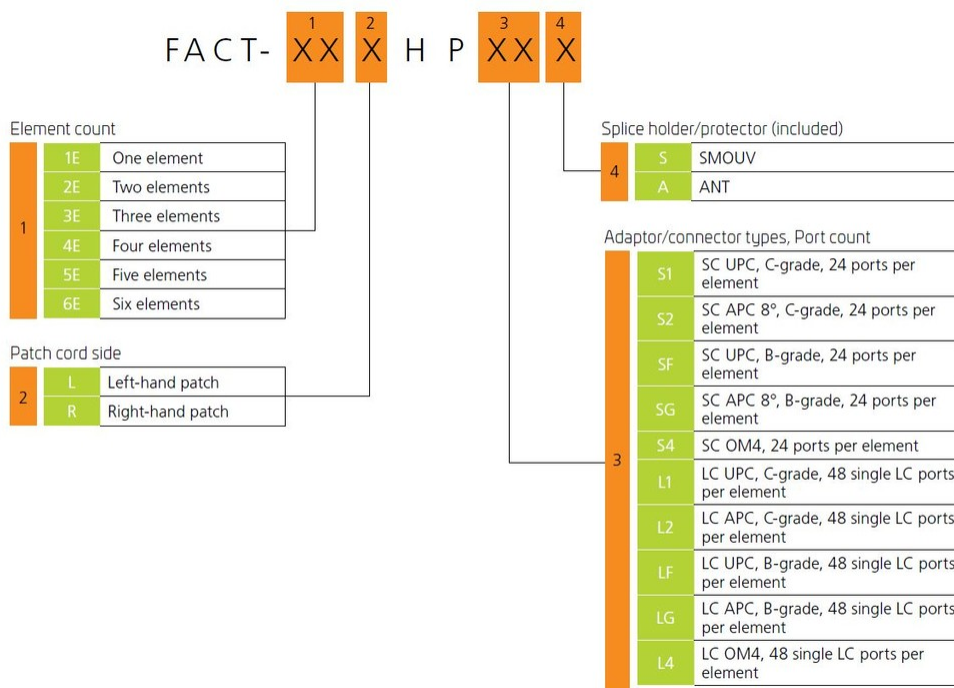 1 2 3 4
FACT- XX X H P XX X
Element count
1
1E One element
2E Two elements
3E Three elements
4E Four elements
5E Five elements
6E Six elements
Patch cord side
2
L Left-hand patch
R Right-hand patch
Splice holder/protector (included)
4
S SMOUV
A ANT
Adaptor/connector types, Port count
3
S1 SC UPC, C-grade, 24 ports per
element
S2 SC APC 8°, C-grade, 24 ports per
element
SF SC UPC, B-grade, 24 ports per
element
SG SC APC 8°, B-grade, 24 ports per
element
S4 SC OM4, 24 ports per element
L1 LC UPC, C-grade, 48 single LC ports
per element
L2 LC APC, C-grade, 48 single LC ports
per element
LF LC UPC, B-grade, 48 single LC ports
per element
LG LC APC, B-grade, 48 single LC ports
per element
L4 LC OM4, 48 single LC ports per
element